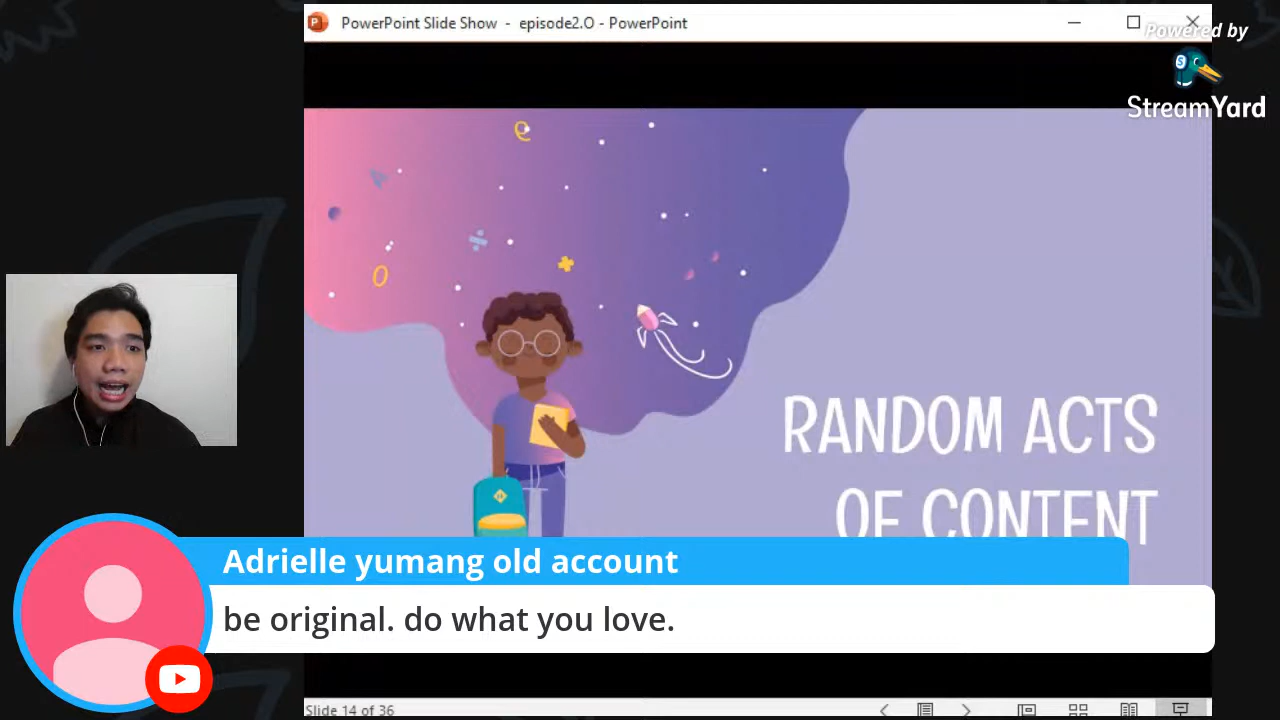 PowerPoint Slide Show - episode2.O - PowerPoint
Powered by
StreamYard
RANDOM ACTS
OF CONTENT
Adrielle yumang old account
be original. do what you love.
Slide 14 of 36